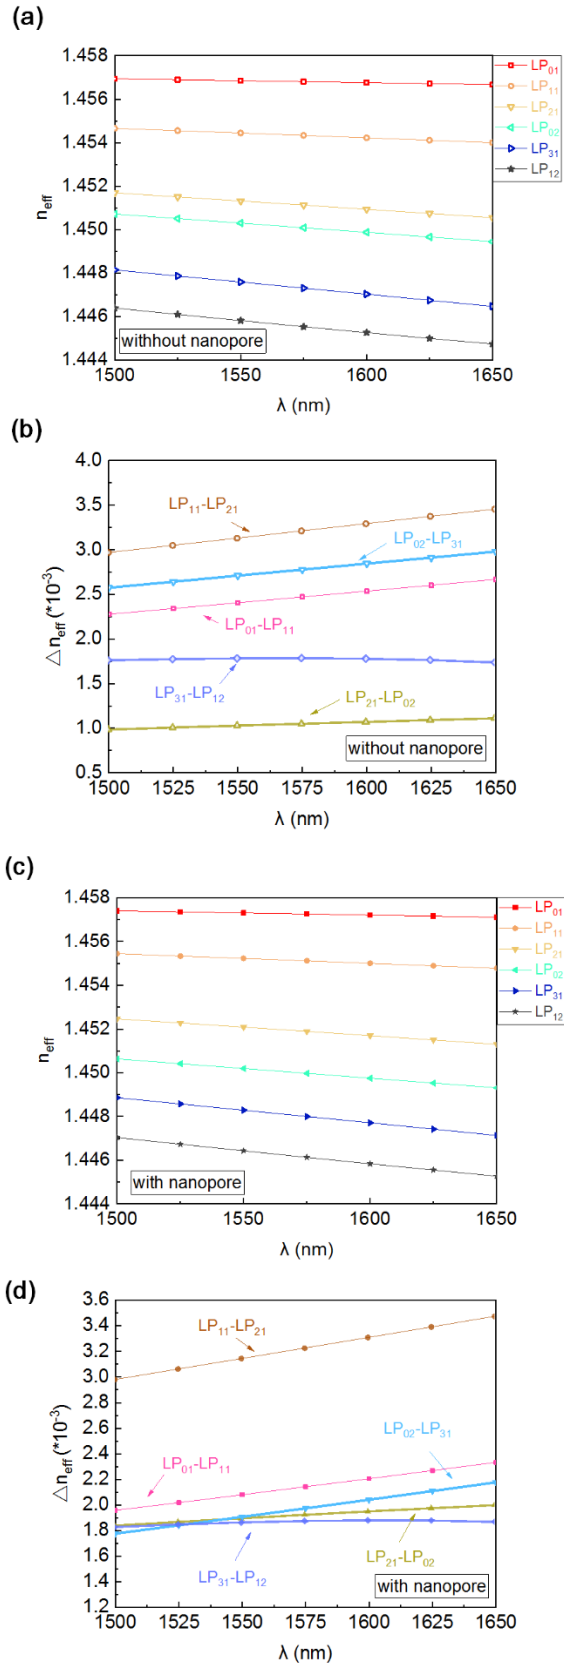 (a)
1.458
1.456
1.454
1.452
1.450
1.448
1.446
1.444
n_eff
LP₀₁
LP₁₁
LP₂₁
LP₀₂
LP₃₁
LP₁₂
withhout nanopore
1500 1550 1600 1650
λ (nm)
(b)
4.0
3.5
3.0
2.5
2.0
1.5
1.0
0.5
△n_eff (*10⁻³)
LP₁₁-LP₂₁
LP₀₂-LP₃₁
LP₀₁-LP₁₁
LP₃₁-LP₁₂
LP₂₁-LP₀₂
without nanopore
1500 1525 1550 1575 1600 1625 1650
λ (nm)
(c)
1.458
1.456
1.454
1.452
1.450
1.448
1.446
1.444
n_eff
LP₀₁
LP₁₁
LP₂₁
LP₀₂
LP₃₁
LP₁₂
with nanopore
1500 1550 1600 1650
λ (nm)
(d)
3.6
3.4
3.2
3.0
2.8
2.6
2.4
2.2
2.0
1.8
1.6
1.4
1.2
△n_eff (*10⁻³)
LP₁₁-LP₂₁
LP₀₂-LP₃₁
LP₀₁-LP₁₁
LP₂₁-LP₀₂
LP₃₁-LP₁₂
with nanopore
1500 1525 1550 1575 1600 1625 1650
λ (nm)